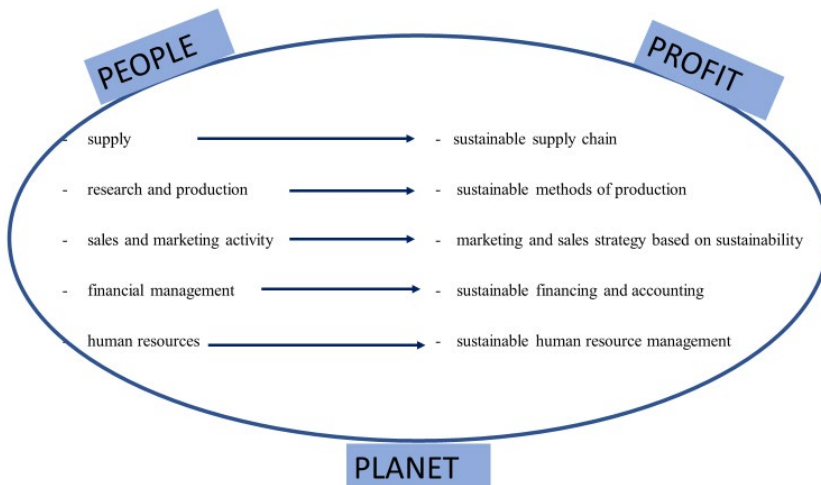 PEOPLE
PROFIT
- supply
- sustainable supply chain
- research and production
- sustainable methods of production
- sales and marketing activity
- marketing and sales strategy based on sustainability
- financial management
- sustainable financing and accounting
- human resources
- sustainable human resource management
PLANET